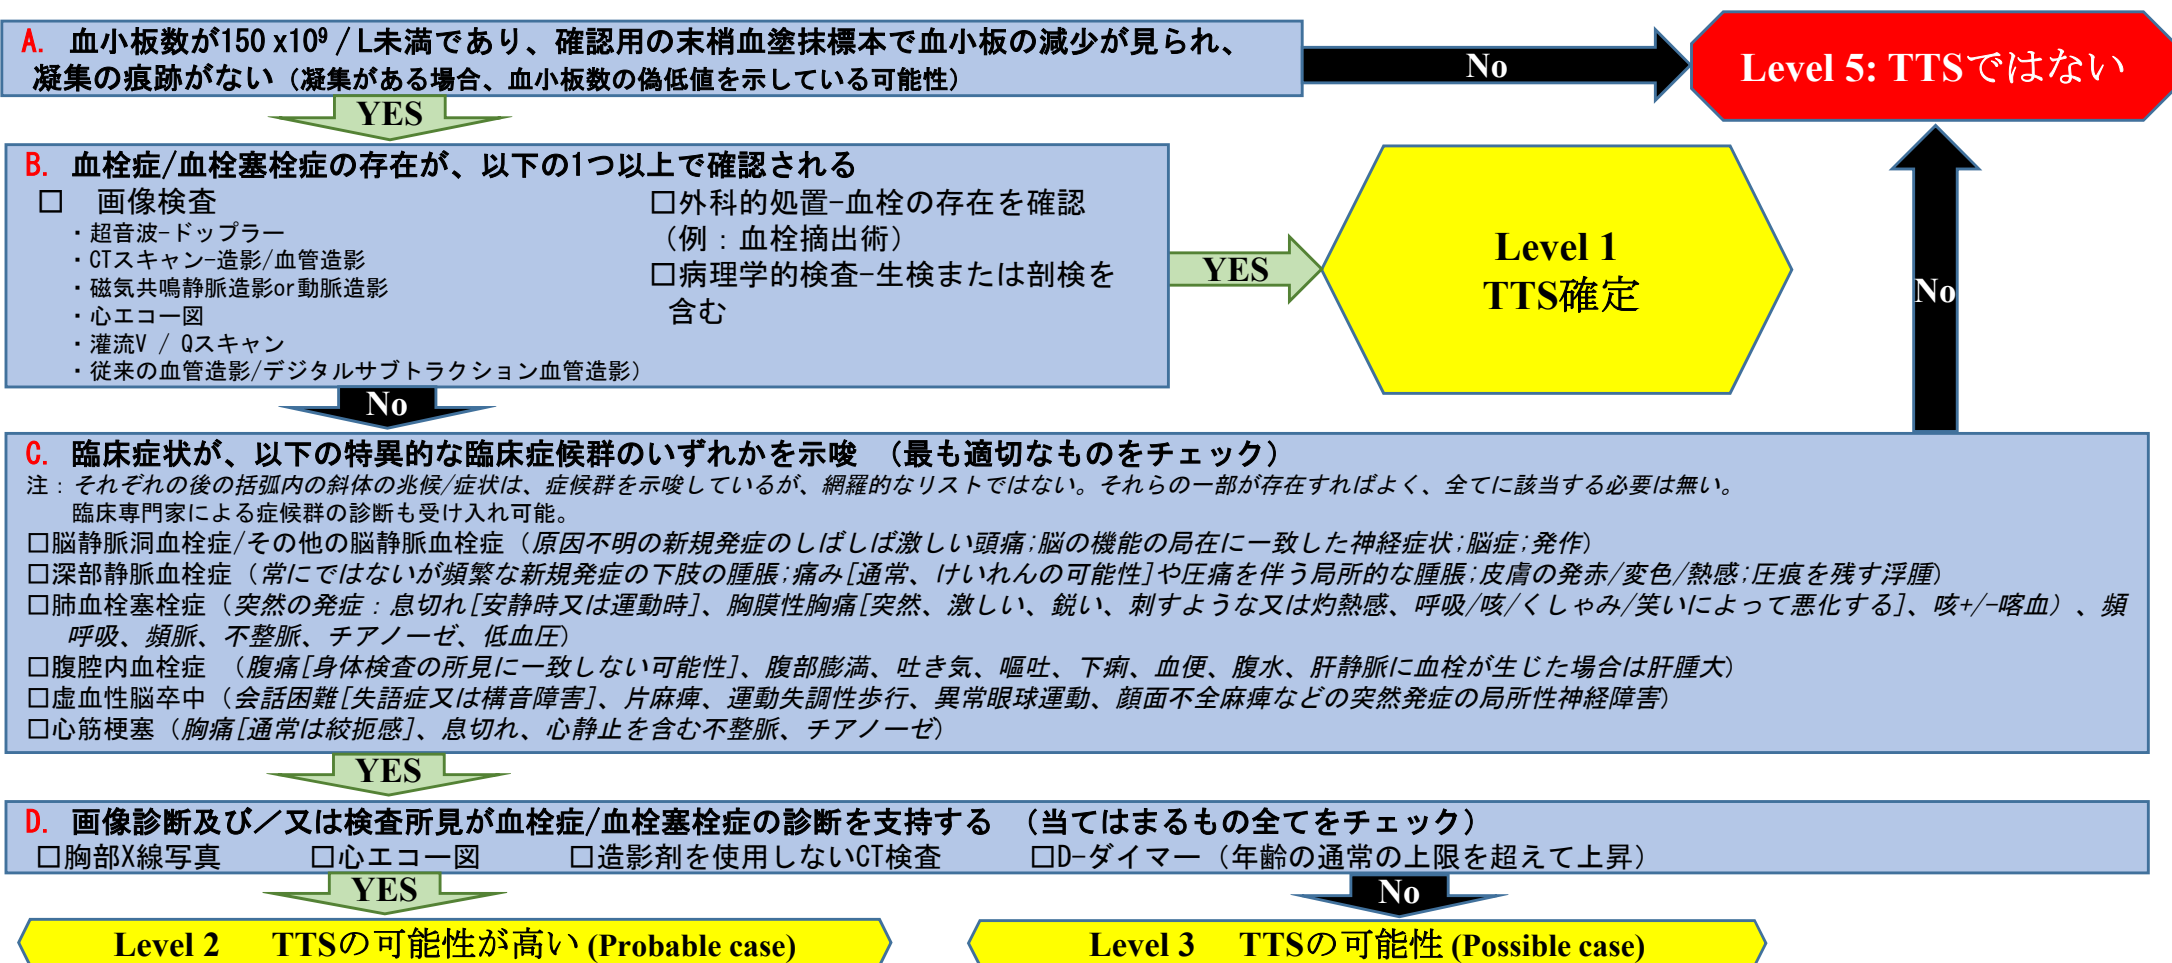 A. 血小板数が150 x10⁹ / L未満であり、確認用の末梢血塗抹標本で血小板の減少が見られ、
凝集の痕跡がない（凝集がある場合、血小板数の偽低値を示している可能性）
No
Level 5: TTSではない
YES
B. 血栓症/血栓塞栓症の存在が、以下の1つ以上で確認される
□ 画像検査
・超音波-ドップラー
・CTスキャン-造影/血管造影
・磁気共鳴静脈造影or動脈造影
・心エコー図
・灌流V / Qスキャン
・従来の血管造影/デジタルサブトラクション血管造影）
□外科的処置-血栓の存在を確認
（例：血栓摘出術）
□病理学的検査-生検または剖検を
含む
YES
Level 1
TTS確定
No
No
C. 臨床症状が、以下の特異的な臨床症候群のいずれかを示唆 （最も適切なものをチェック）
注：それぞれの後の括弧内の斜体の兆候/症状は、症候群を示唆しているが、網羅的なリストではない。それらの一部が存在すればよく、全てに該当する必要は無い。
臨床専門家による症候群の診断も受け入れ可能。
□脳静脈洞血栓症/その他の脳静脈血栓症（原因不明の新規発症のしばしば激しい頭痛;脳の機能の局在に一致した神経症状;脳症;発作）
□深部静脈血栓症（常にではないが頻繁な新規発症の下肢の腫脹;痛み[通常、けいれんの可能性]や圧痛を伴う局所的な腫脹;皮膚の発赤/変色/熱感;圧痕を残す浮腫）
□肺血栓塞栓症（突然の発症：息切れ[安静時又は運動時]、胸膜性胸痛[突然、激しい、鋭い、刺すような又は灼熱感、呼吸/咳/くしゃみ/笑いによって悪化する]、咳+/-喀血）、頻
呼吸、頻脈、不整脈、チアノーゼ、低血圧）
□腹腔内血栓症 （腹痛[身体検査の所見に一致しない可能性]、腹部膨満、吐き気、嘔吐、下痢、血便、腹水、肝静脈に血栓が生じた場合は肝腫大）
□虚血性脳卒中（会話困難[失語症又は構音障害]、片麻痺、運動失調性歩行、異常眼球運動、顔面不全麻痺などの突然発症の局所性神経障害）
□心筋梗塞（胸痛[通常は絞扼感]、息切れ、心静止を含む不整脈、チアノーゼ）
YES
D. 画像診断及び／又は検査所見が血栓症/血栓塞栓症の診断を支持する （当てはまるもの全てをチェック）
□胸部X線写真 □心エコー図 □造影剤を使用しないCT検査 □D-ダイマー（年齢の通常の上限を超えて上昇）
YES
No
Level 2 TTSの可能性が高い (Probable case)
Level 3 TTSの可能性 (Possible case)